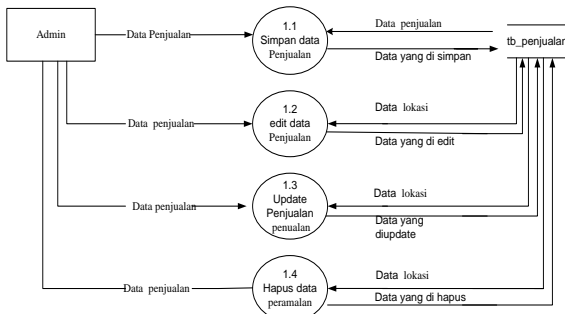 Admin
Data Penjualan
1.1
Simpan data
Penjualan
Data penjualan
Data yang di simpan
tb_penjualan
Data penjualan
1.2
edit data
Penjualan
Data lokasi
Data yang di edit
Data penjualan
1.3
Update
Penjualan
penualan
Data lokasi
Data yang
diupdate
Data penjualan
1.4
Hapus data
peramalan
Data lokasi
Data yang di hapus